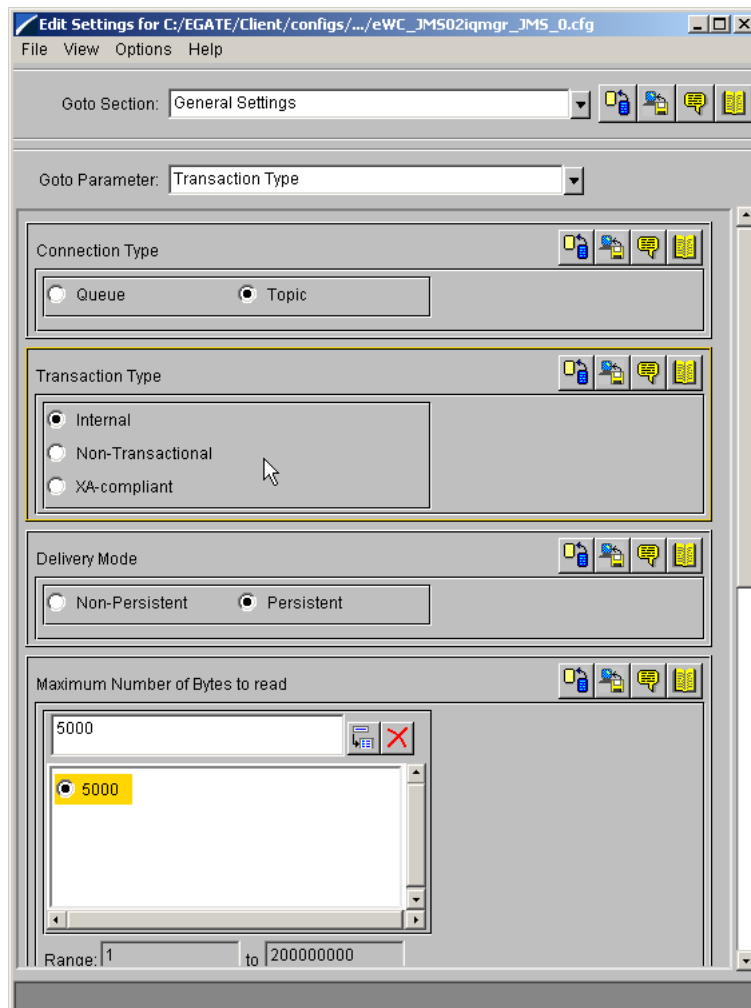 Edit Settings for C:/EGATE/Client/configs/.../eWC_JMS02iqmgr_JMS_0.cfg
File View Options Help
Goto Section: General Settings
Goto Parameter: Transaction Type
Connection Type
Queue Topic
Transaction Type
Internal
Non-Transactional
XA-compliant
Delivery Mode
Non-Persistent Persistent
Maximum Number of Bytes to read
5000
5000
Range: 1 to 200000000